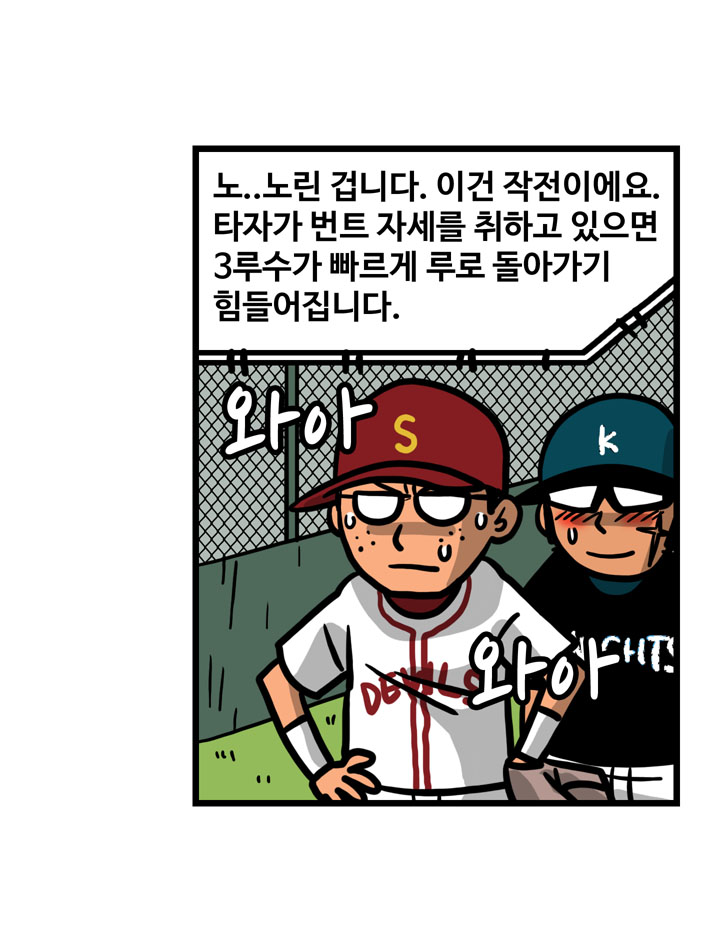 노..노린 겁니다. 이건 작전이에요.
타자가 번트 자세를 취하고 있으면
3루수가 빠르게 루로 돌아가기
힘들어집니다.
와아
S
K
DEVILS
와아